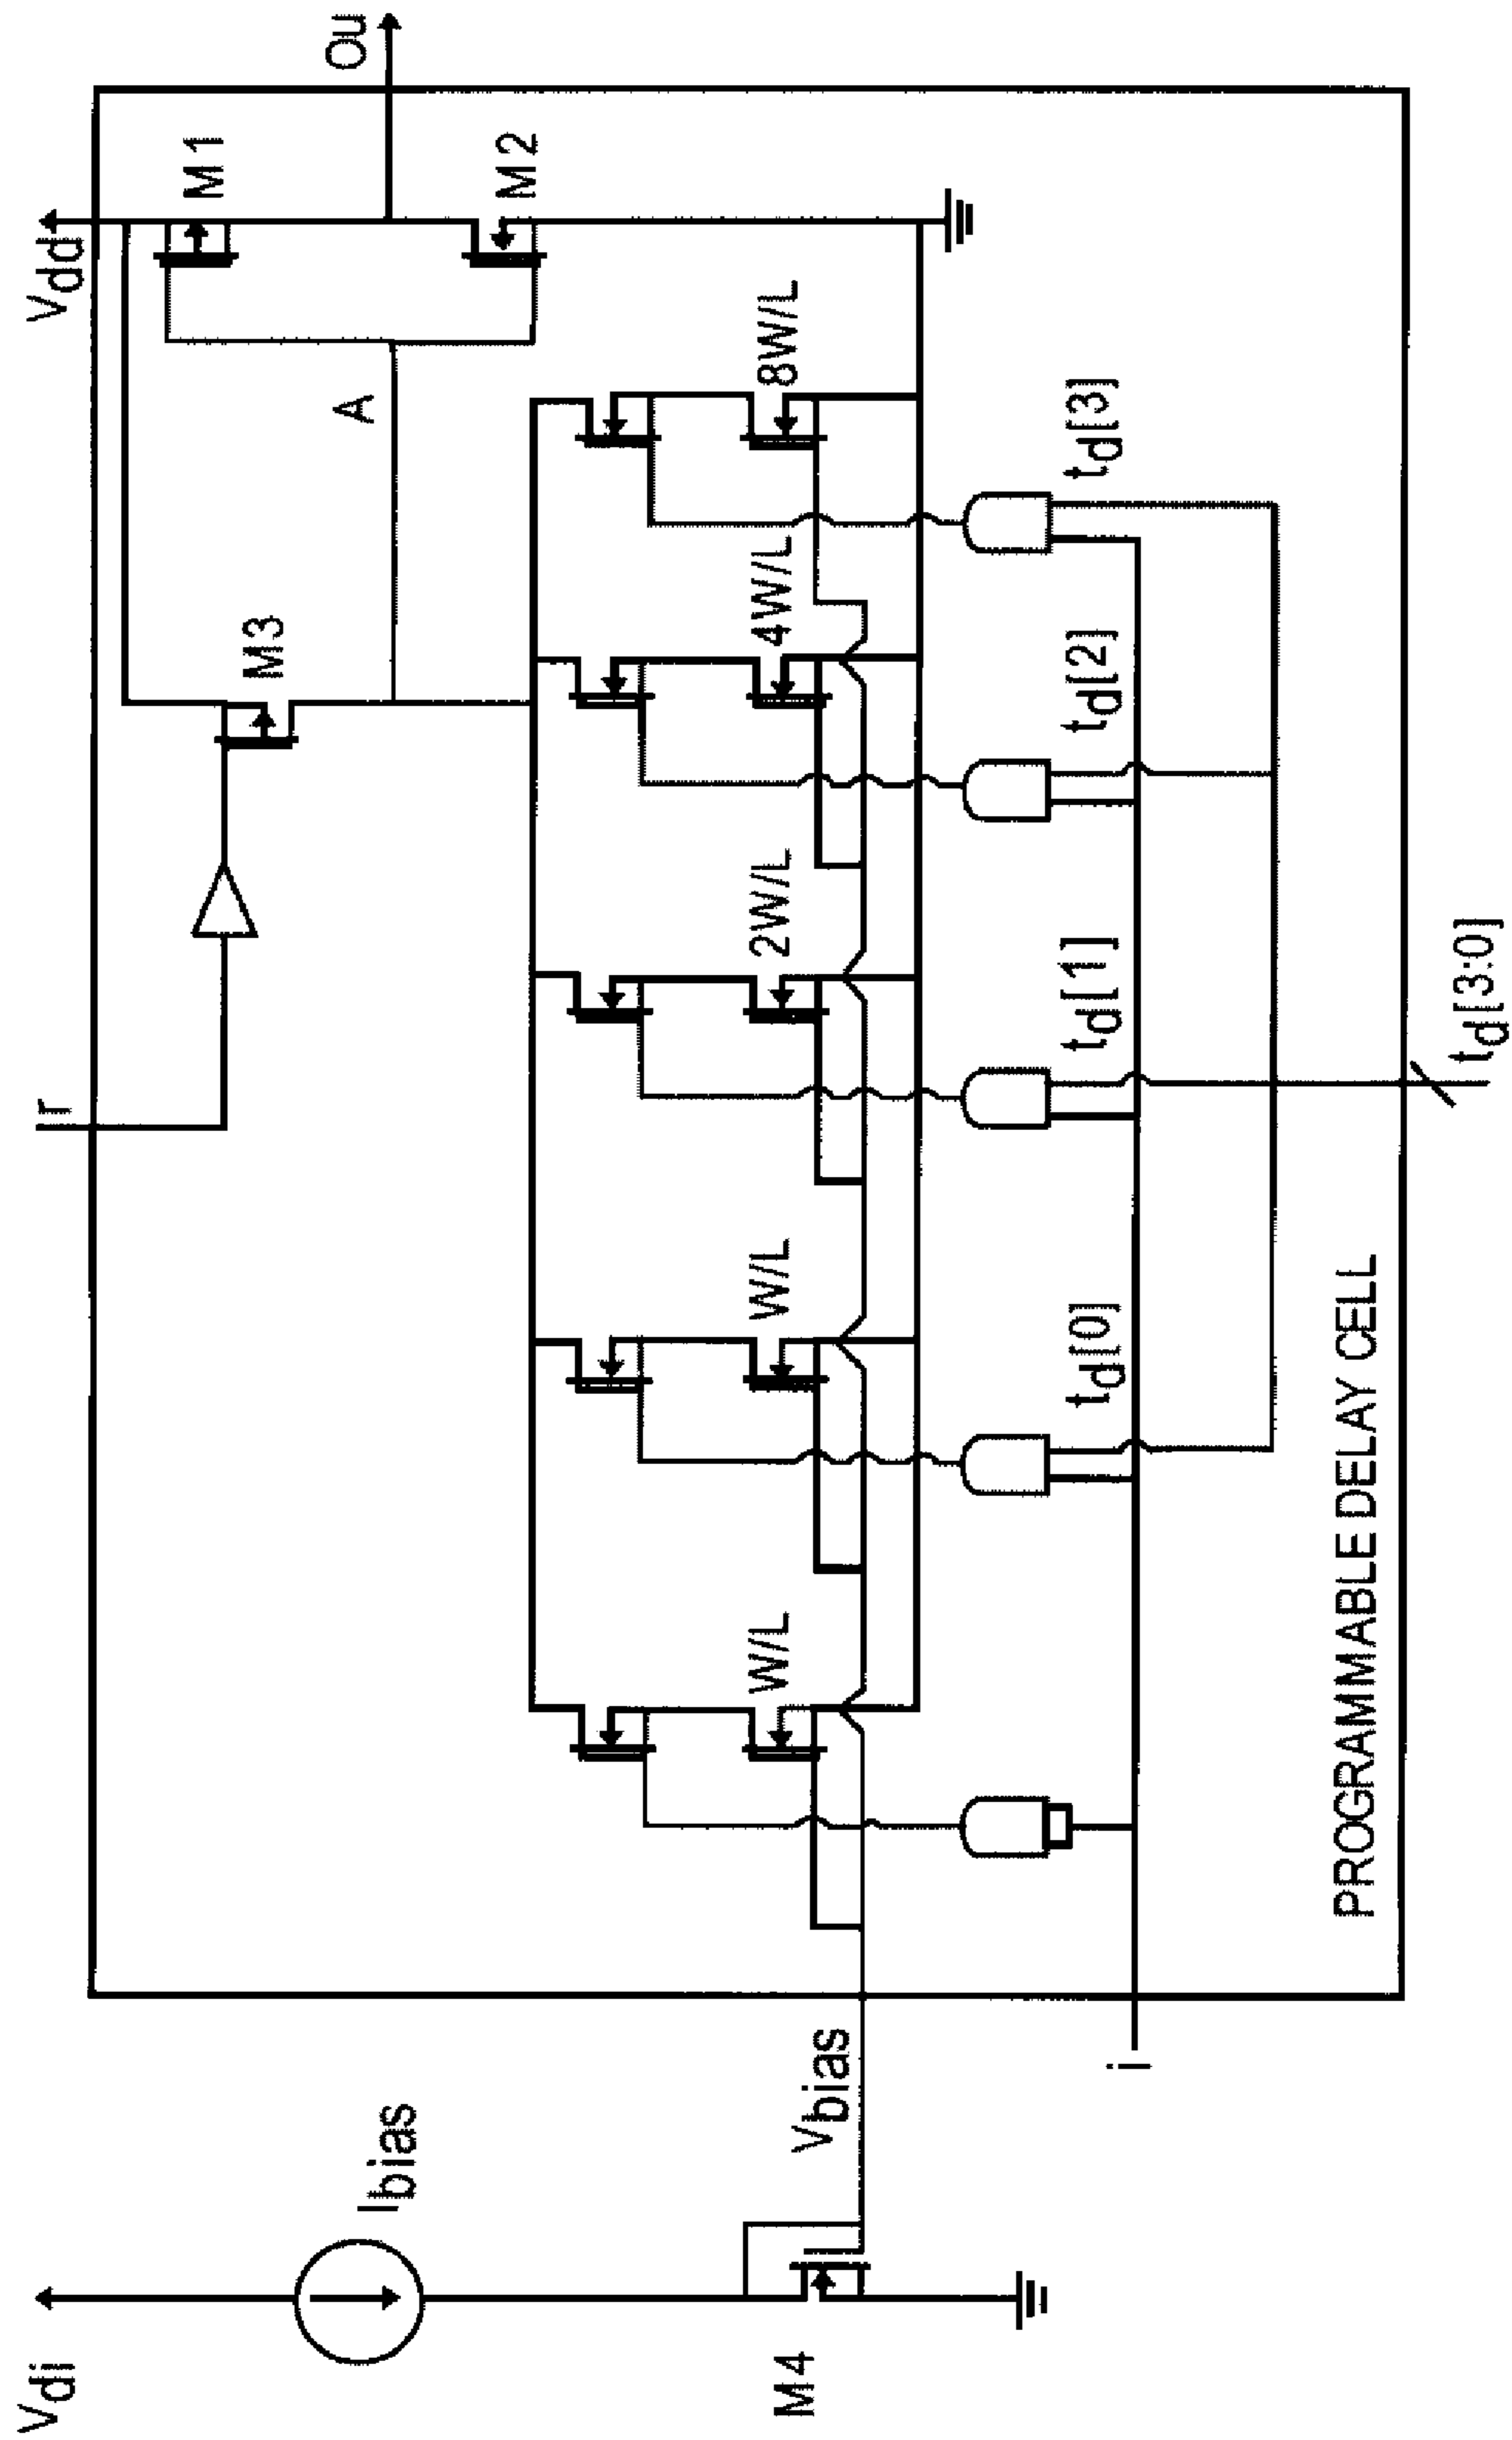 Vdd
Ou
M1
M2
A
M3
r
8W/L
4W/L
2W/L
W/L
W/L
td[3]
td[2]
td[1]
td[0]
td[3:0]
PROGRAMMABLE DELAY CELL
Vdi
Ibias
Vbias
M4
i